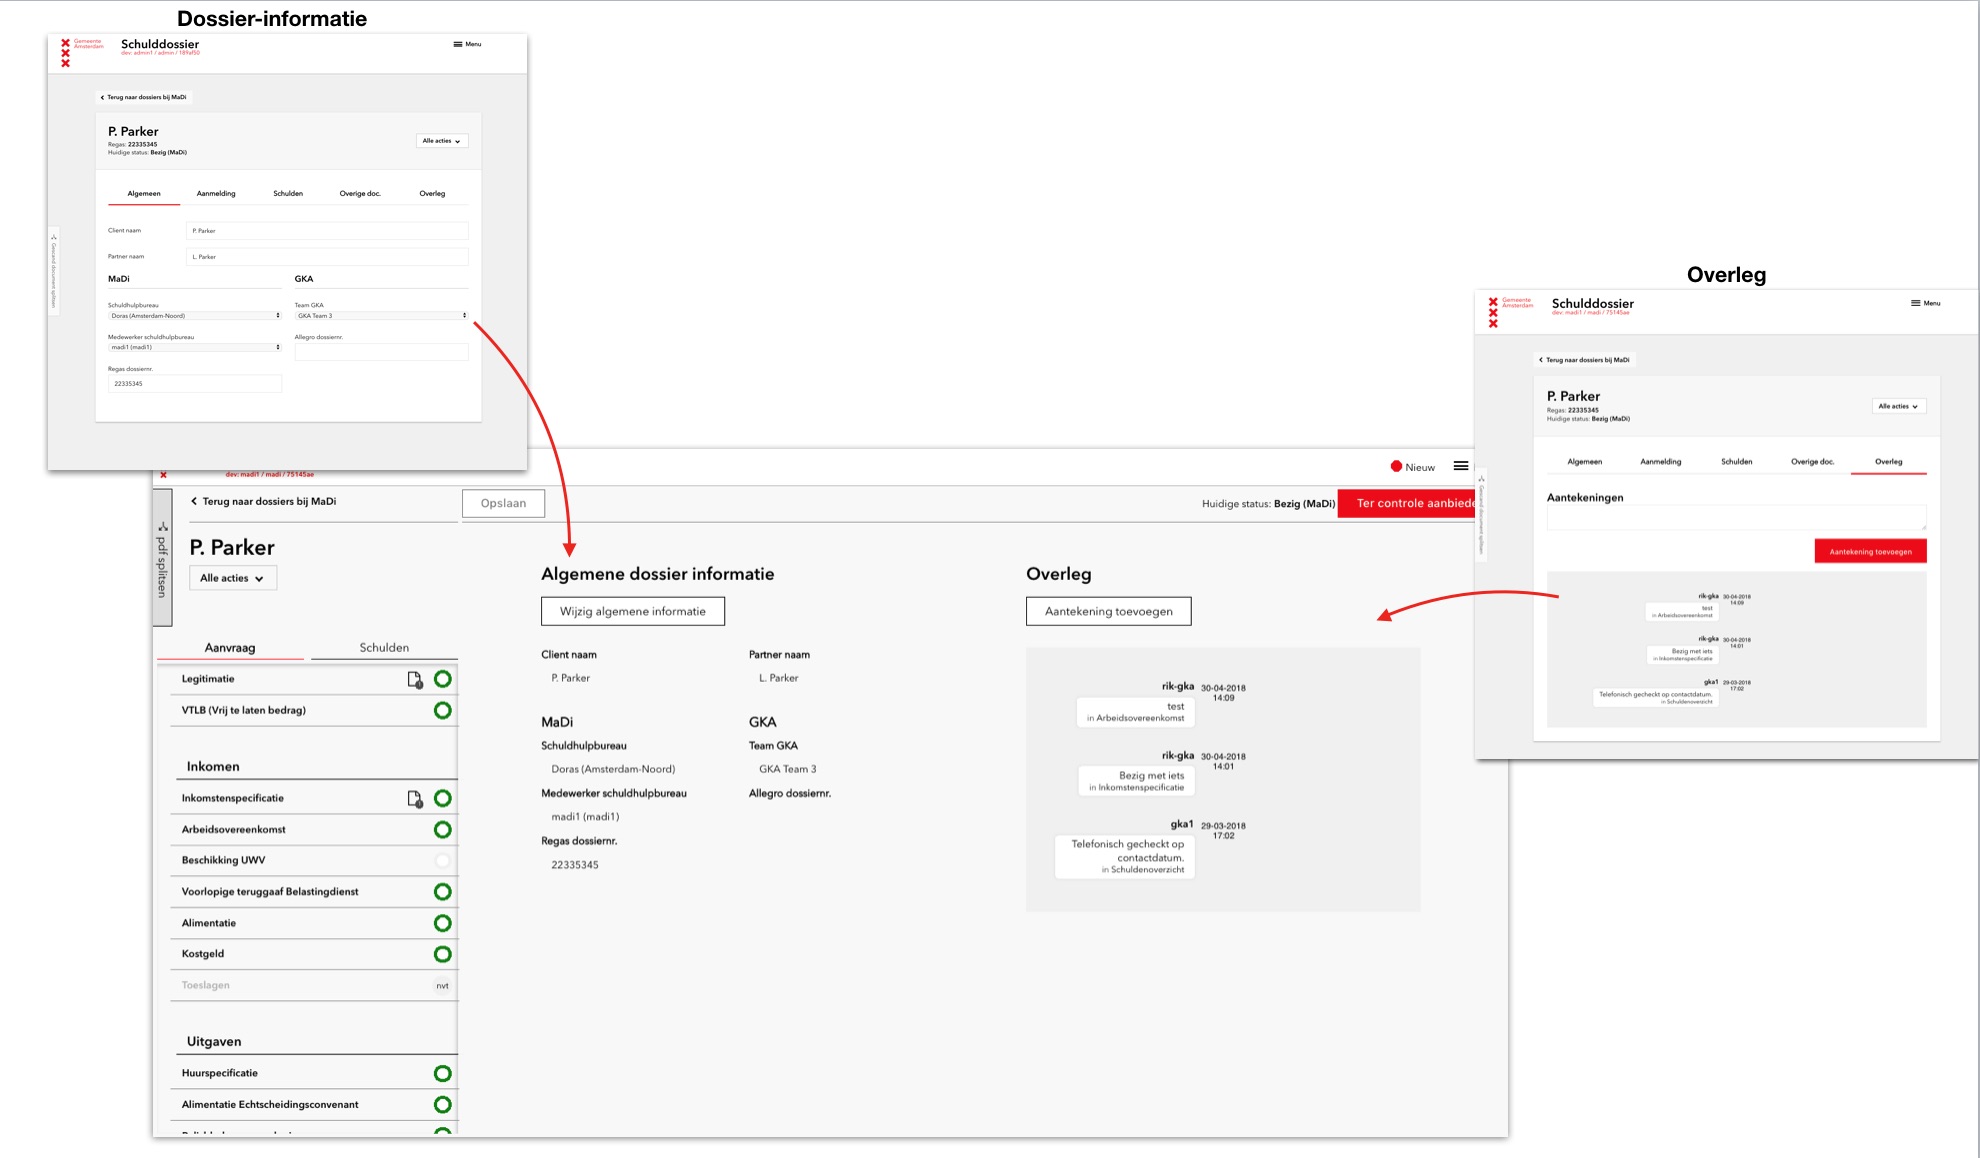 Dossier-informatie
Gemeente
Amsterdam
Schulddossier
dev: admin1 / admin / 189af50
Menu
Terug naar dossiers bij MaDi
P. Parker
Regas: 22335345
Huidige status: Bezig (MaDi)
Alle acties
Algemeen
Aanmelding
Schulden
Overige doc.
Overleg
Client naam
P. Parker
Partner naam
L. Parker
MaDi
GKA
Schuldhulpbureau
Doras (Amsterdam-Noord)
Team GKA
GKA Team 3
Medewerker schuldhulpbureau
madi1 (madi1)
Allegro dossiernr.
Regas dossiernr.
22335345
Gescand document splitsen
Overleg
Gemeente
Amsterdam
Schulddossier
dev: madi1 / madi / 75145ae
Menu
Terug naar dossiers bij MaDi
P. Parker
Regas: 22335345
Huidige status: Bezig (MaDi)
Alle acties
Algemeen
Aanmelding
Schulden
Overige doc.
Overleg
Aantekeningen
Aantekening toevoegen
rik-gka 30-04-2018
14:09
test
in Arbeidsovereenkomst
rik-gka 30-04-2018
14:01
Bezig met iets
in Inkomstenspecificatie
gka1 29-03-2018
17:02
Telefonisch gecheckt op contactdatum.
in Schuldenoverzicht
Gescand document splitsen
dev: madi1 / madi / 75145ae
Nieuw
pdf splitsen
Terug naar dossiers bij MaDi
Opslaan
Huidige status: Bezig (MaDi)
Ter controle aanbiede
P. Parker
Alle acties
Aanvraag
Schulden
Legitimatie
VTLB (Vrij te laten bedrag)
Inkomen
Inkomstenspecificatie
Arbeidsovereenkomst
Beschikking UWV
Voorlopige teruggaaf Belastingdienst
Alimentatie
Kostgeld
Toeslagen
nvt
Uitgaven
Huurspecificatie
Alimentatie Echtscheidingsconvenant
Algemene dossier informatie
Wijzig algemene informatie
Client naam
P. Parker
Partner naam
L. Parker
MaDi
GKA
Schuldhulpbureau
Doras (Amsterdam-Noord)
Team GKA
GKA Team 3
Medewerker schuldhulpbureau
madi1 (madi1)
Allegro dossiernr.
Regas dossiernr.
22335345
Overleg
Aantekening toevoegen
rik-gka 30-04-2018
14:09
test
in Arbeidsovereenkomst
rik-gka 30-04-2018
14:01
Bezig met iets
in Inkomstenspecificatie
gka1 29-03-2018
17:02
Telefonisch gecheckt op
contactdatum.
in Schuldenoverzicht